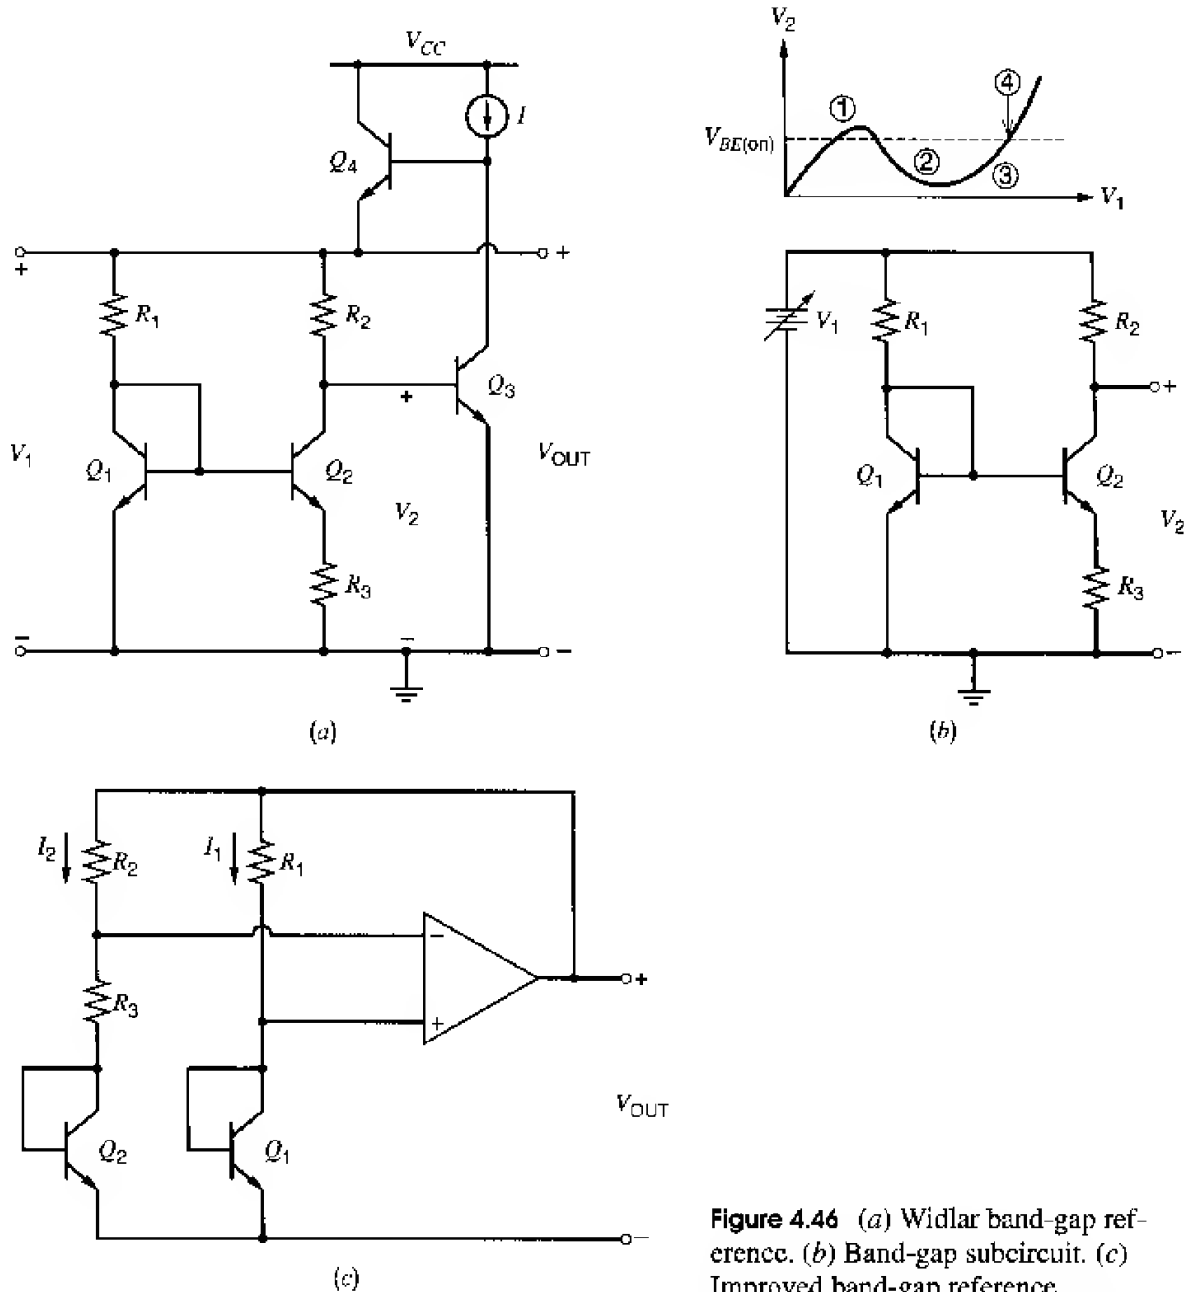 V_CC
I
Q_4
+
+
R_1
R_2
+
Q_3
V_1
Q_1
Q_2
V_OUT
V_2
R_3
−
−
−
(a)
V_2
①
④
V_BE(on)
②
③
V_1
V_1
R_1
R_2
+
Q_1
Q_2
V_2
R_3
−
(b)
I_2
R_2
I_1
R_1
−
+
R_3
+
V_OUT
Q_2
Q_1
−
(c)
Figure 4.46 (a) Widlar band-gap ref-
erence. (b) Band-gap subcircuit. (c)
Improved band-gap reference